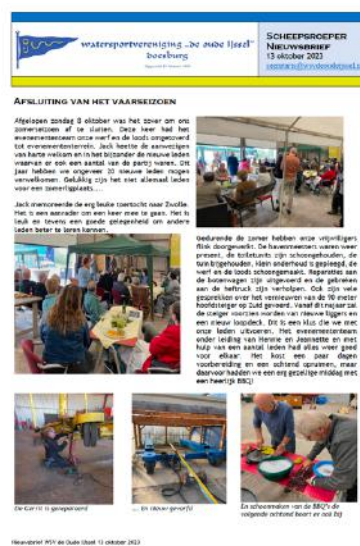 watersportvereniging „de oude IJssel"
Doesburg
SCHEEPSROEPER
NIEUWSBRIEF
13 oktober 2023
AFSLUITING VAN HET VAARSEIZOEN
Afgelopen zondag 8 oktober was het zover om ons
zomerseizoen af te sluiten. Deze keer had het
evenemententeam onze werf en de loods omgetoverd
tot evenemententerrein. Jack heette de aanwezigen
van harte welkom en in het bijzonder de nieuwe leden
waarvan er ook een aantal van de partij waren. Dit
jaar hebben we ongeveer 20 nieuwe leden mogen
verwelkomen. Gelukkig zijn het niet allemaal leden
voor een zomerligplaats....
Jack memoreerde de erg leuke toertocht naar Zwolle.
Het is een aanrader om een keer mee te gaan. Het is
leuk en tevens een goede gelegenheid om andere
leden beter te leren kennen.
Gedurende de zomer hebben onze vrijwilligers
flink doorgewerkt. De havenmeesters waren weer
present, de toiletunits zijn schoongehouden, de
tuin bijgehouden, klein onderhoud is gepleegd, de
werf en de loods schoongemaakt. Reparaties aan
de botenwagen zijn uitgevoerd en de gebreken
aan de heftruck zijn verholpen. Ook zijn vele
gesprekken over het vernieuwen van de 90 meter
hoofdsteiger op Zuid gevoerd. Vanaf dit najaar zal
de steiger voorzien worden van nieuwe liggers en
een nieuw loopdeck. Dit is een klus die we met
onze leden uitvoeren. Het evenemententeam
onder leiding van Hennie en Jeannette en met
hulp van een aantal leden had alles weer goed
voor elkaar. Het kost een paar dagen
voorbereiding en een ochtend opruimen, maar
daarvoor hadden we een erg gezellige middag met
een heerlijk BBQ!
De Gerrit is gerepareerd
... En nieuw geverfd
En schoonmaken van de BBQ's de
volgende ochtend hoort er ook bij
Nieuwsbrief WSV de Oude IJssel 13 oktober 2023